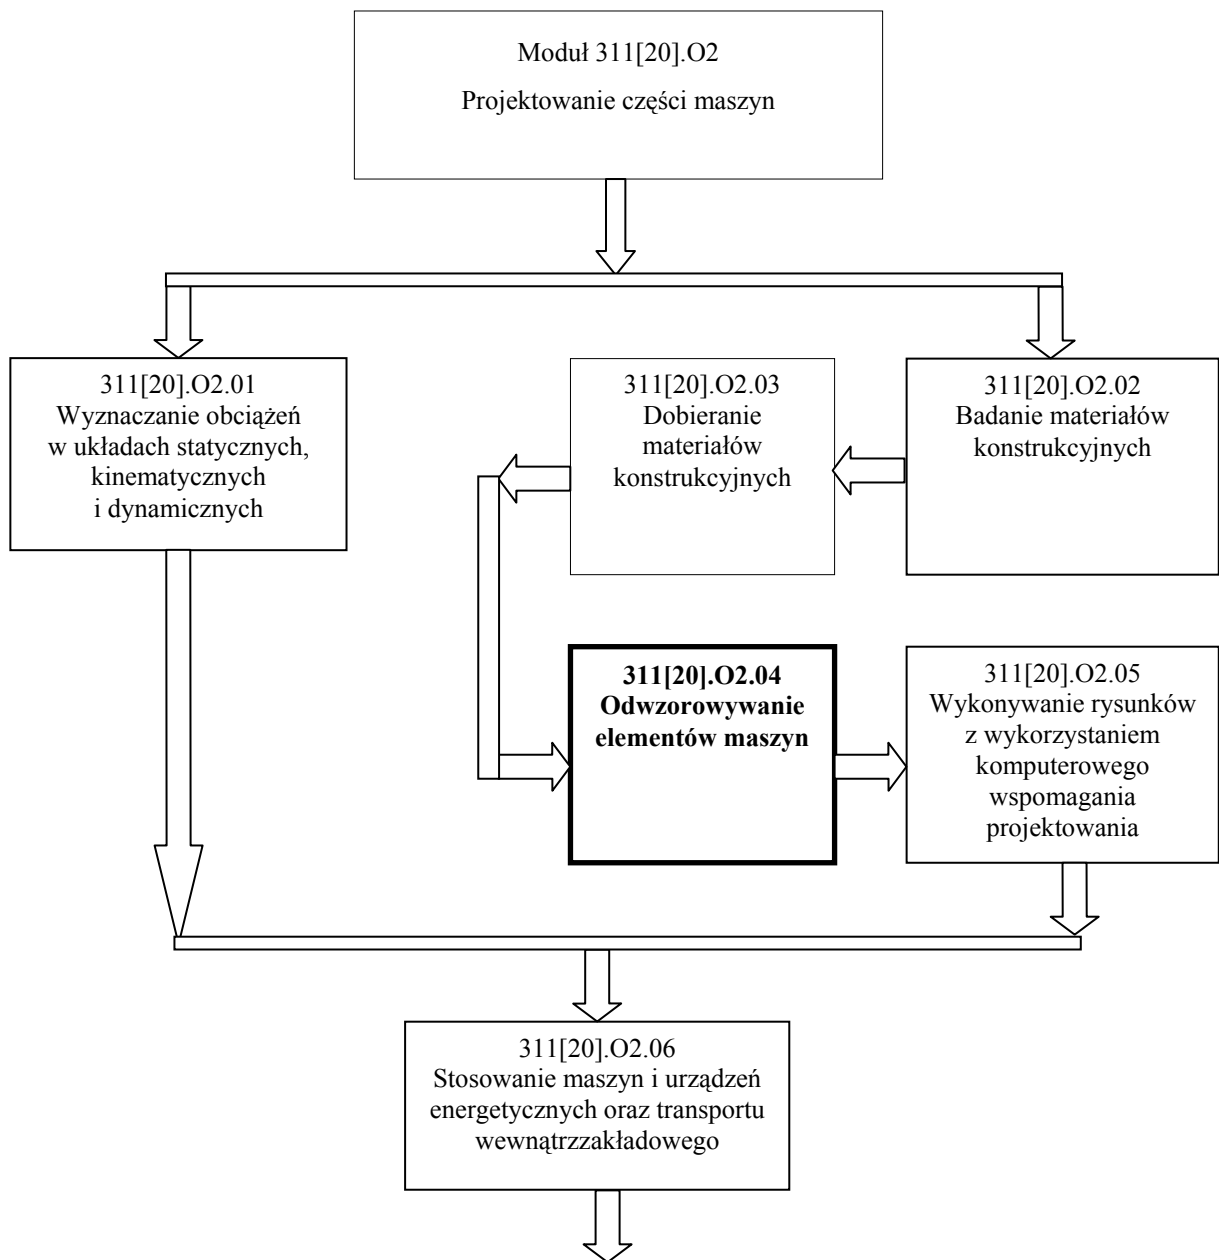 Moduł 311[20].O2
Projektowanie części maszyn
311[20].O2.01
Wyznaczanie obciążeń
w układach statycznych,
kinematycznych
i dynamicznych
311[20].O2.03
Dobieranie
materiałów
konstrukcyjnych
311[20].O2.02
Badanie materiałów
konstrukcyjnych
311[20].O2.04
Odwzorowywanie
elementów maszyn
311[20].O2.05
Wykonywanie rysunków
z wykorzystaniem
komputerowego
wspomagania
projektowania
311[20].O2.06
Stosowanie maszyn i urządzeń
energetycznych oraz transportu
wewnątrzzakładowego